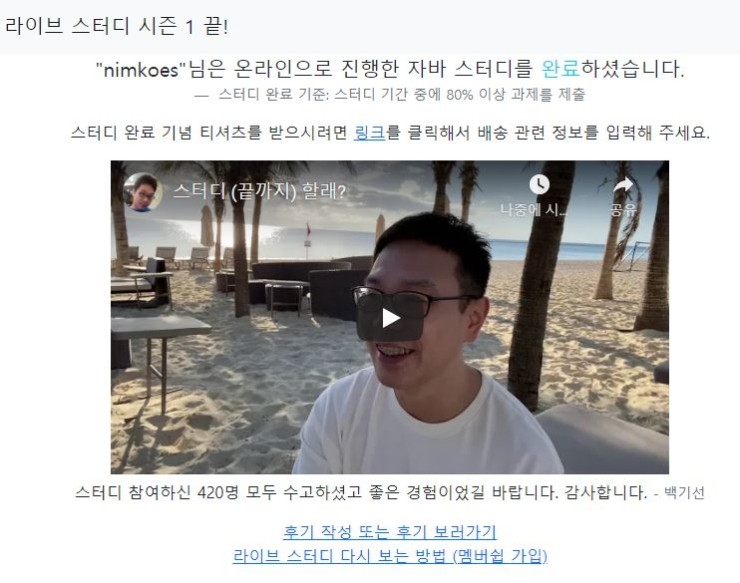 라이브 스터디 시즌 1 끝!
"nimkoes"님은 온라인으로 진행한 자바 스터디를 완료하셨습니다.
— 스터디 완료 기준: 스터디 기간 중에 80% 이상 과제를 제출
스터디 완료 기념 티셔츠를 받으시려면 링크를 클릭해서 배송 관련 정보를 입력해 주세요.
스터디 (끝까지) 할래?
나중에 시... 공유
스터디 참여하신 420명 모두 수고하셨고 좋은 경험이었길 바랍니다. 감사합니다. - 백기선
후기 작성 또는 후기 보러가기
라이브 스터디 다시 보는 방법 (멤버쉽 가입)